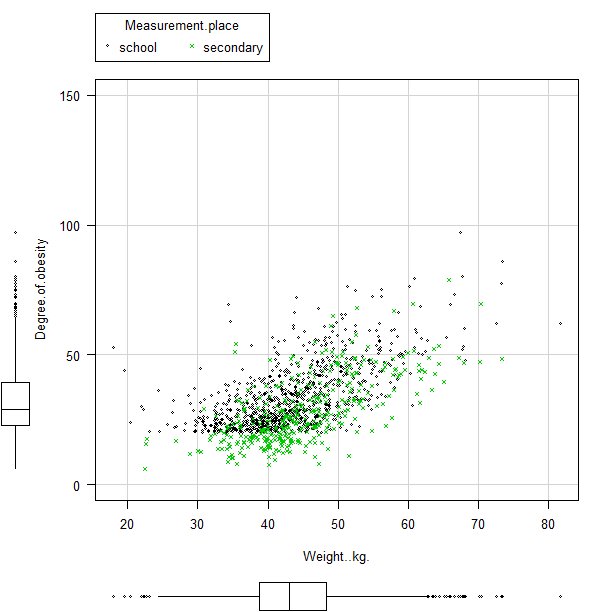 Measurement.place
school secondary
150
100
50
0
Degree.of.obesity
20 30 40 50 60 70 80
Weight..kg.